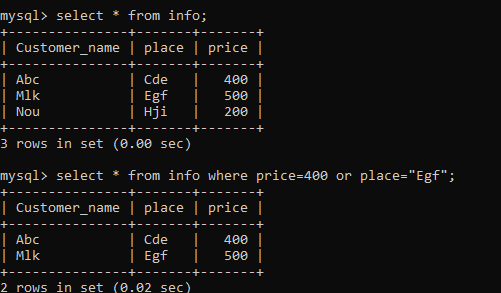 mysql> select * from info;
+---------------+-------+-------+
| Customer_name | place | price |
+---------------+-------+-------+
| Abc           | Cde   |   400 |
| Mlk           | Egf   |   500 |
| Nou           | Hji   |   200 |
+---------------+-------+-------+
3 rows in set (0.00 sec)

mysql> select * from info where price=400 or place="Egf";
+---------------+-------+-------+
| Customer_name | place | price |
+---------------+-------+-------+
| Abc           | Cde   |   400 |
| Mlk           | Egf   |   500 |
+---------------+-------+-------+
2 rows in set (0.02 sec)